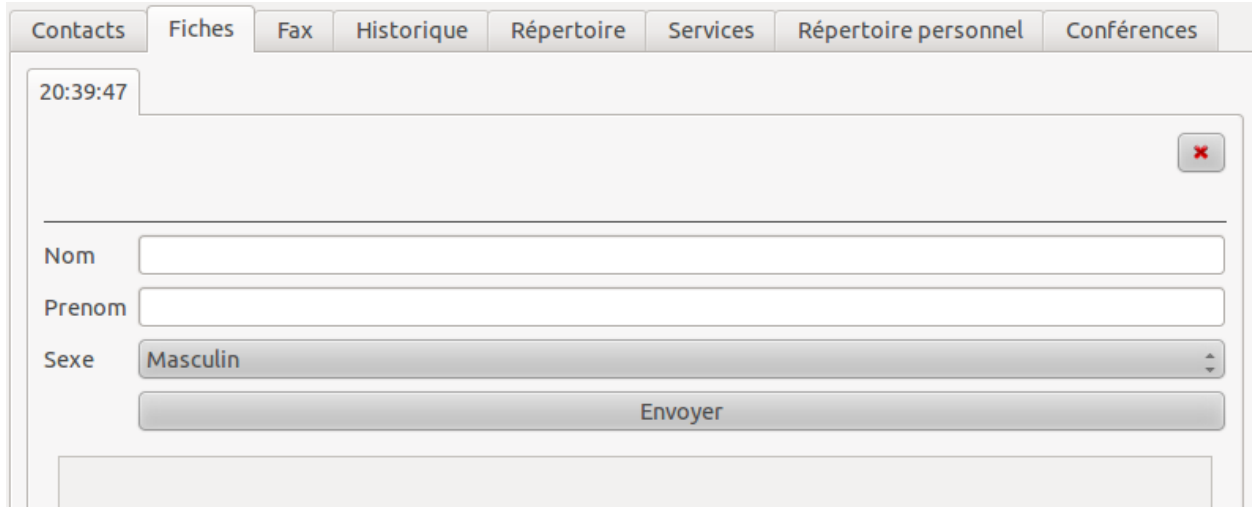 Contacts Fiches Fax Historique Répertoire Services Répertoire personnel Conférences
20:39:47
Nom
Prenom
Sexe Masculin
Envoyer